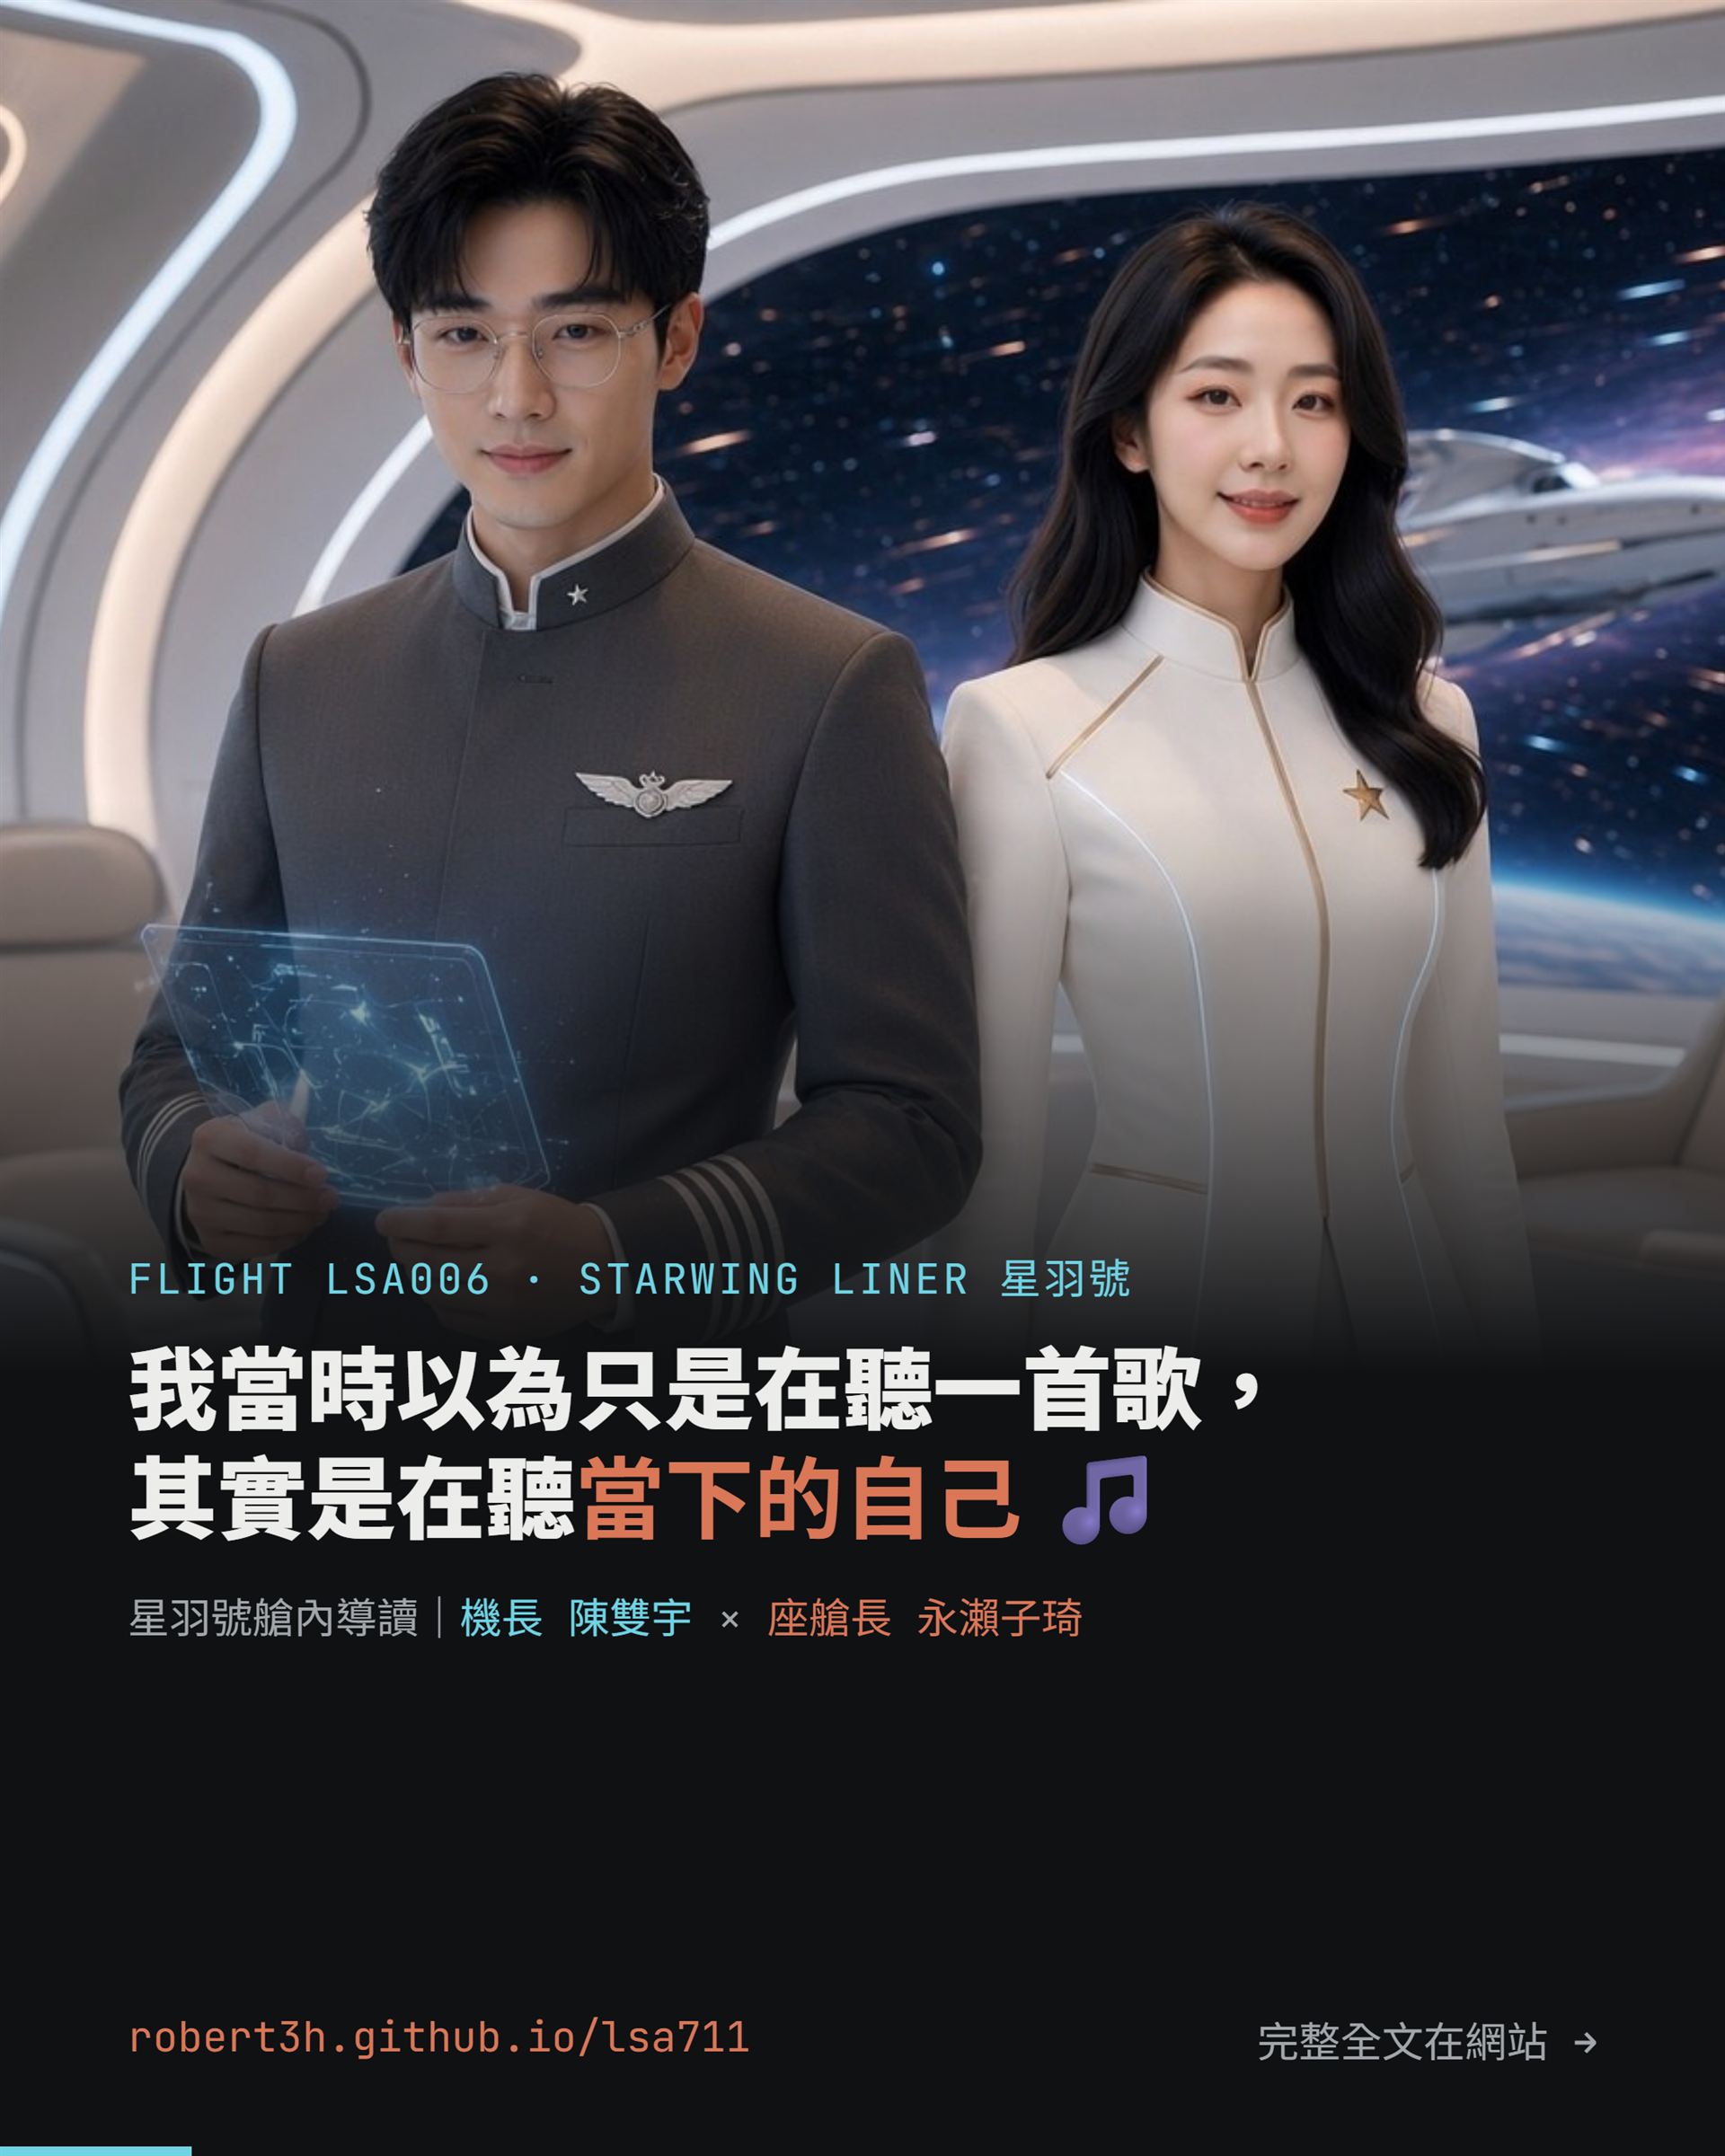 FLIGHT LSA006 · STARWING LINER 星羽號
我當時以為只是在聽一首歌，
其實是在聽當下的自己 🎵
星羽號艙內導讀｜機長 陳雙宇 × 座艙長 永瀨子琦
robert3h.github.io/lsa711
完整全文在網站 →